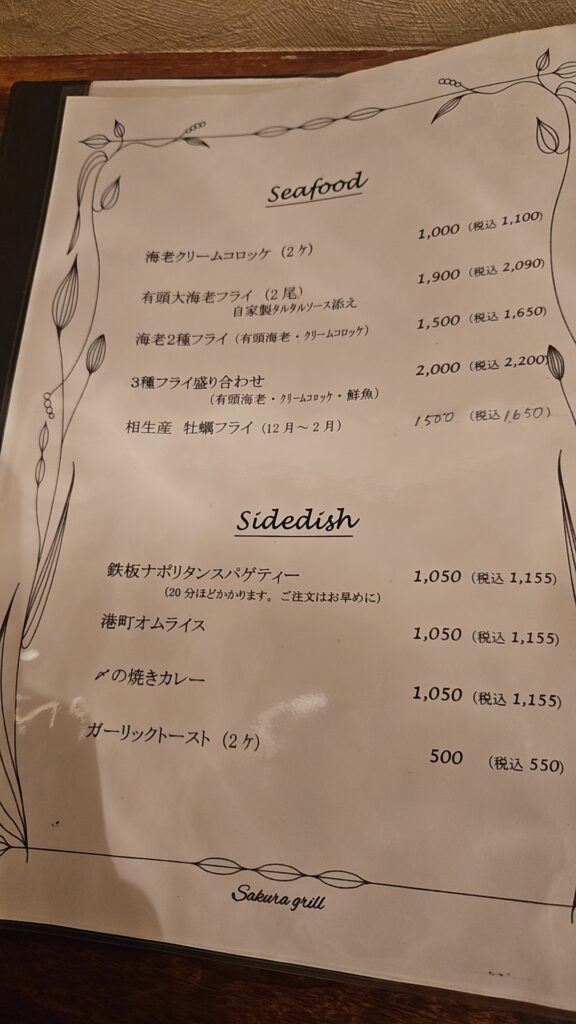 Seafood
海老クリームコロッケ（2ケ） 1,000（税込 1,100）
有頭大海老フライ（2尾） 1,900（税込 2,090）
自家製タルタルソース添え
海老2種フライ（有頭海老・クリームコロッケ） 1,500（税込 1,650）
3種フライ盛り合わせ 2,000（税込 2,200）
（有頭海老・クリームコロッケ・鮮魚）
相生産 牡蠣フライ（12月～2月） 1,500（税込 1,650）
Sidedish
鉄板ナポリタンスパゲティー 1,050（税込 1,155）
（20分ほどかかります。ご注文はお早めに）
港町オムライス 1,050（税込 1,155）
〆の焼きカレー 1,050（税込 1,155）
ガーリックトースト（2ケ） 500（税込 550）
Sakura grill